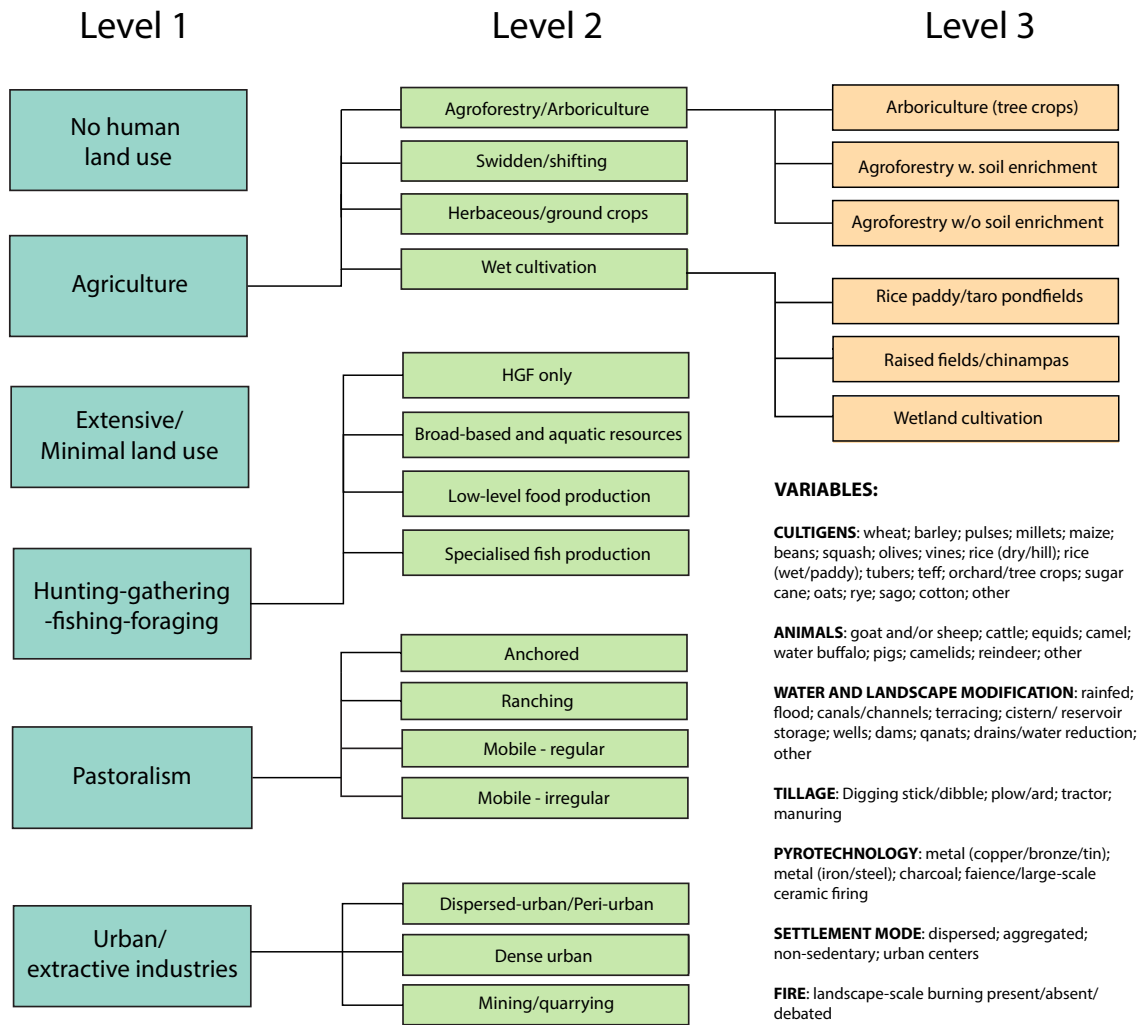 Level 1
Level 2
Level 3
No human
land use
Agriculture
Extensive/
Minimal land use
Hunting-gathering
-fishing-foraging
Pastoralism
Urban/
extractive industries
Agroforestry/Arboriculture
Swidden/shifting
Herbaceous/ground crops
Wet cultivation
HGF only
Broad-based and aquatic resources
Low-level food production
Specialised fish production
Anchored
Ranching
Mobile - regular
Mobile - irregular
Dispersed-urban/Peri-urban
Dense urban
Mining/quarrying
Arboriculture (tree crops)
Agroforestry w. soil enrichment
Agroforestry w/o soil enrichment
Rice paddy/taro pondfields
Raised fields/chinampas
Wetland cultivation
VARIABLES:
CULTIGENS: wheat; barley; pulses; millets; maize;
beans; squash; olives; vines; rice (dry/hill); rice
(wet/paddy); tubers; teff; orchard/tree crops; sugar
cane; oats; rye; sago; cotton; other
ANIMALS: goat and/or sheep; cattle; equids; camel;
water buffalo; pigs; camelids; reindeer; other
WATER AND LANDSCAPE MODIFICATION: rainfed;
flood; canals/channels; terracing; cistern/ reservoir
storage; wells; dams; qanats; drains/water reduction;
other
TILLAGE: Digging stick/dibble; plow/ard; tractor;
manuring
PYROTECHNOLOGY: metal (copper/bronze/tin);
metal (iron/steel); charcoal; faience/large-scale
ceramic firing
SETTLEMENT MODE: dispersed; aggregated;
non-sedentary; urban centers
FIRE: landscape-scale burning present/absent/
debated